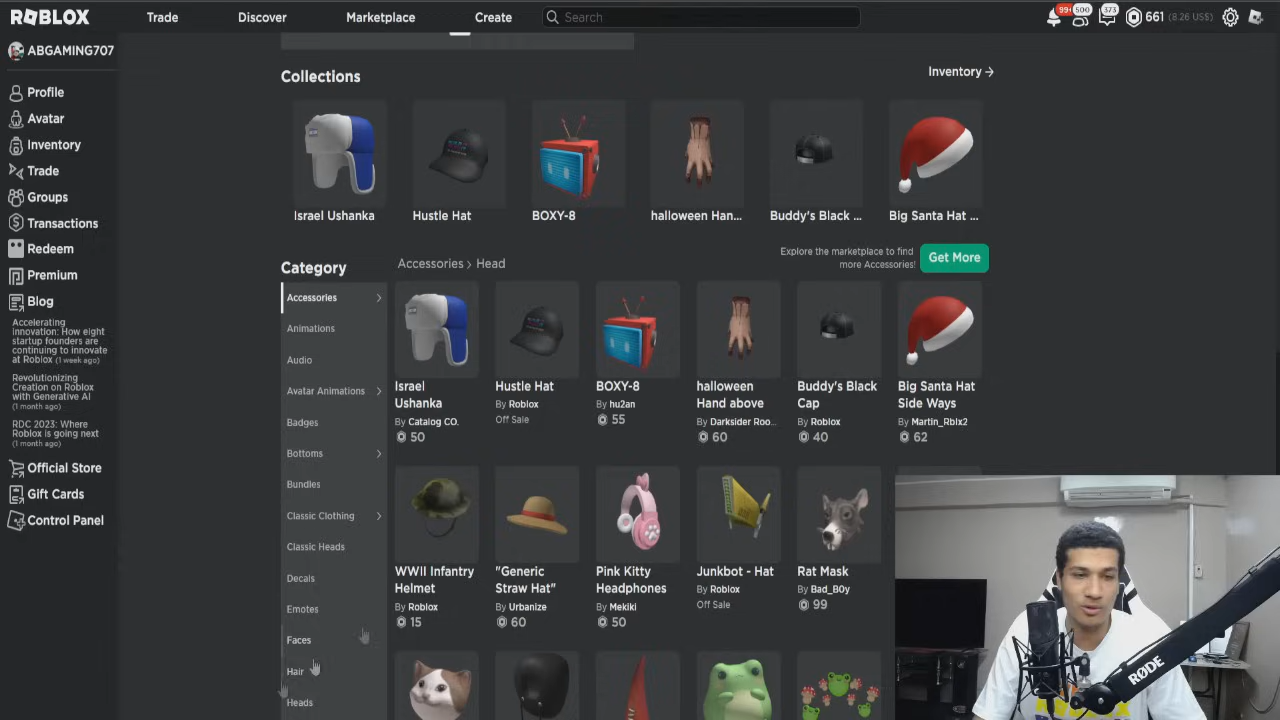 ROBLOX
Trade
Discover
Marketplace
Create
Search
99+
500
373
661 (8.26 US$)
ABGAMING707
Profile
Avatar
Inventory
Trade
Groups
Transactions
Redeem
Premium
Blog
Accelerating
Innovation: How eight
startup founders are
continuing to innovate
at Roblox (1 week ago)
Revolutionizing
Creation on Roblox
with Generative AI
(1 month ago)
RDC 2023: Where
Roblox is going next
(1 month ago)
Official Store
Gift Cards
Control Panel
Collections
Inventory →
Israel Ushanka
Hustle Hat
BOXY-8
halloween Han...
Buddy's Black ...
Big Santa Hat ...
Category
Accessories
Animations
Audio
Avatar Animations
Badges
Bottoms
Bundles
Classic Clothing
Classic Heads
Decals
Emotes
Faces
Hair
Heads
Accessories › Head
Explore the marketplace to find
more Accessories!
Get More
Israel
Ushanka
By Catalog CO.
50
Hustle Hat
By Roblox
Off Sale
BOXY-8
By hu2an
55
halloween
Hand above
By Darksider Roo...
60
Buddy's Black
Cap
By Roblox
40
Big Santa Hat
Side Ways
By Martin_Rblx2
62
WWII Infantry
Helmet
By Roblox
15
"Generic
Straw Hat"
By Urbanize
60
Pink Kitty
Headphones
By Mekiki
50
Junkbot - Hat
By Roblox
Off Sale
Rat Mask
By Bad_B0y
99
RØDE